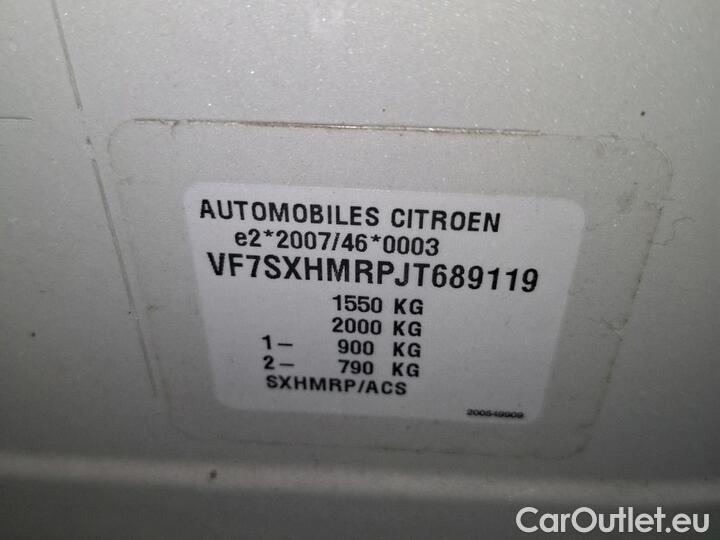 AUTOMOBILES CITROEN
e2*2007/46*0003
VF7SXHMRPJT689119
1550 KG
2000 KG
1- 900 KG
2- 790 KG
SXHMRP/ACS
200549909
CarOutlet.eu